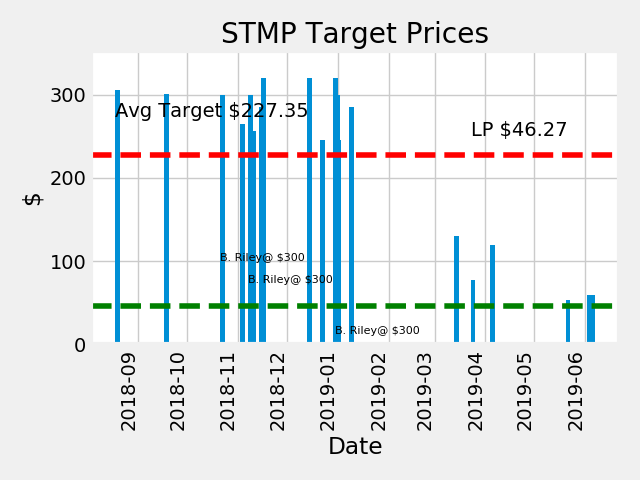 STMP Target Prices
300
Avg Target $227.35
LP $46.27
200
$
100
B. Riley@ $300
B. Riley@ $300
B. Riley@ $300
0
2018-09
2018-10
2018-11
2018-12
2019-01
2019-02
2019-03
2019-04
2019-05
2019-06
Date